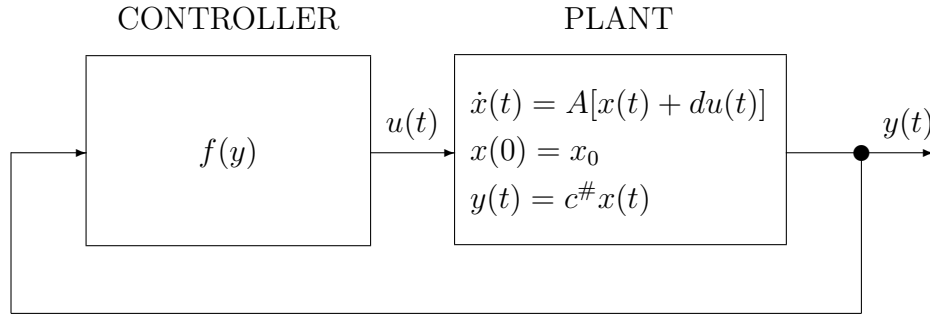 CONTROLLER
PLANT
f(y)
u(t)
ẋ(t) = A[x(t) + du(t)]
x(0) = x₀
y(t) = c^# x(t)
y(t)